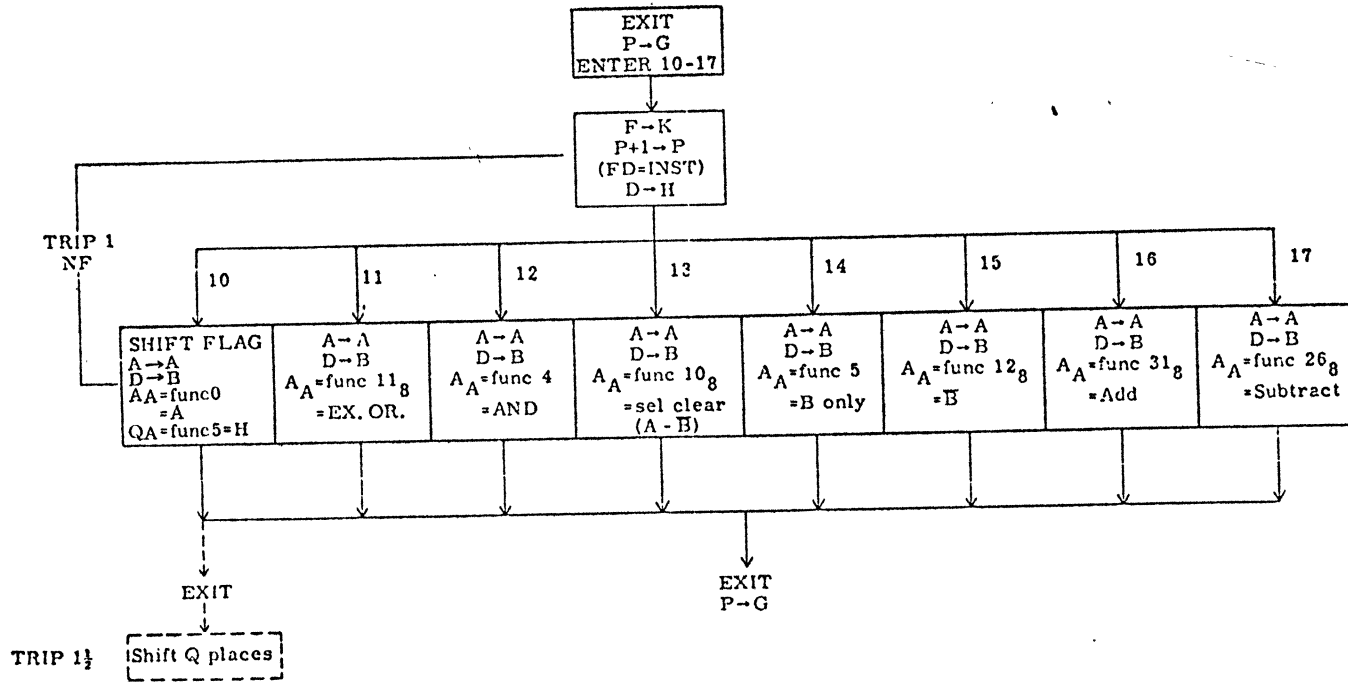 EXIT
P→G
ENTER 10-17
F→K
P+1→P
(FD=INST)
D→H
TRIP 1
NF
10
11
12
13
14
15
16
17
SHIFT FLAG
A→A
D→B
AA=func0
=A
QA=func5=H
A→A
D→B
AA=func 11₈
=EX. OR.
A→A
D→B
AA=func 4
=AND
A→A
D→B
AA=func 10₈
=sel clear
(A - B̅)
A→A
D→B
AA=func 5
=B only
A→A
D→B
AA=func 12₈
=B̅
A→A
D→B
AA=func 31₈
=Add
A→A
D→B
AA=func 26₈
=Subtract
EXIT
EXIT
P→G
TRIP 1½
Shift Q places